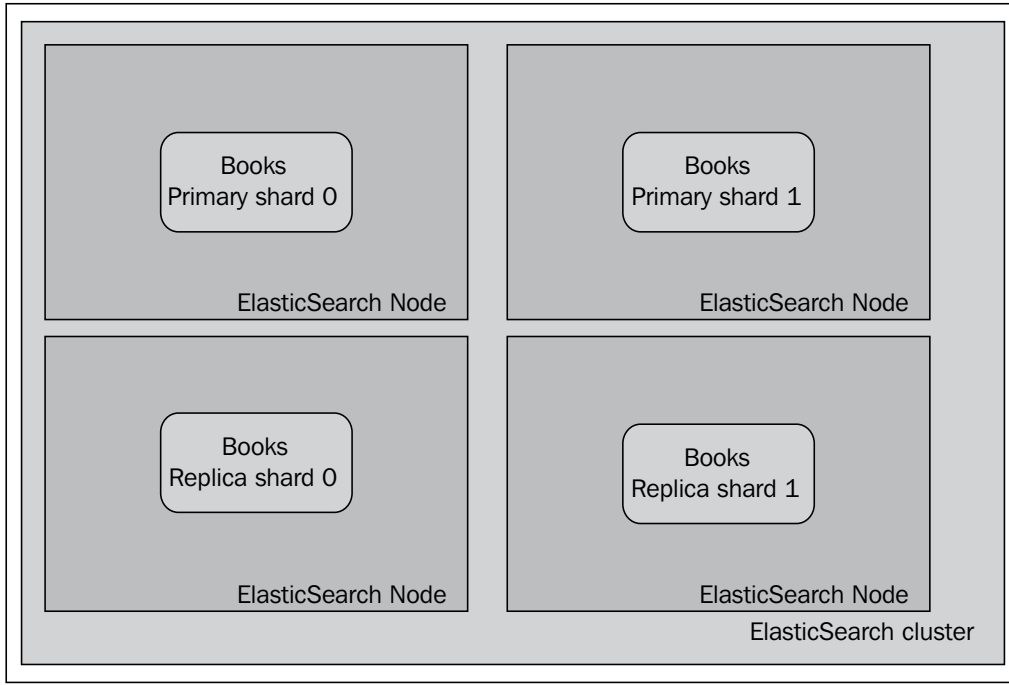 Books
Primary shard 0
ElasticSearch Node
Books
Primary shard 1
ElasticSearch Node
Books
Replica shard 0
ElasticSearch Node
Books
Replica shard 1
ElasticSearch Node
ElasticSearch cluster